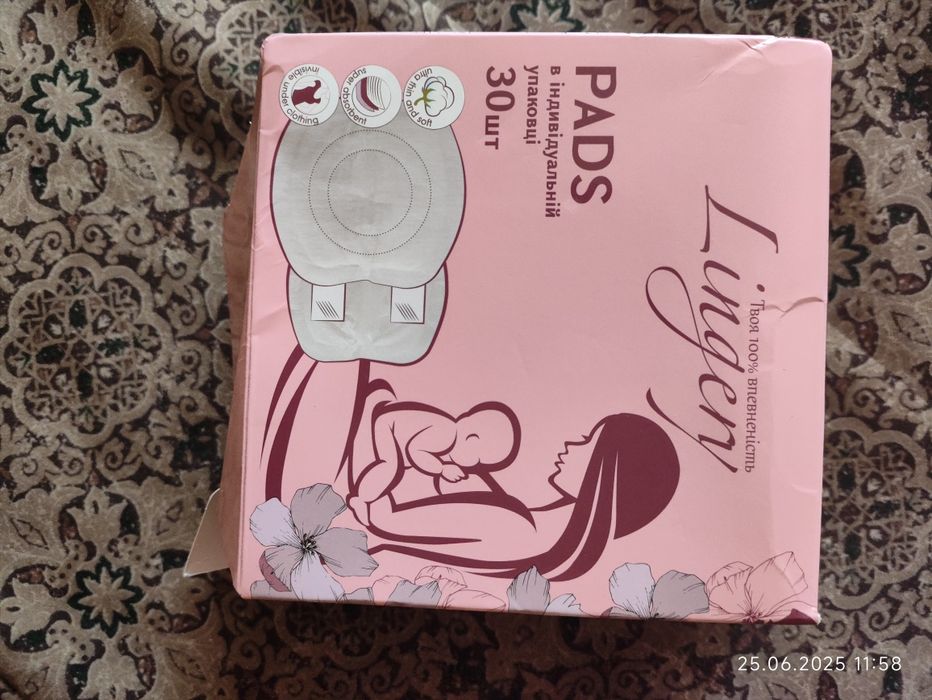 Lingery
Твоя 100% впевненість
PADS
в індивідуальній
упаковці
30шт
ultra thin and soft
super absorbent
invisible under clothing
25.06.2025 11:58